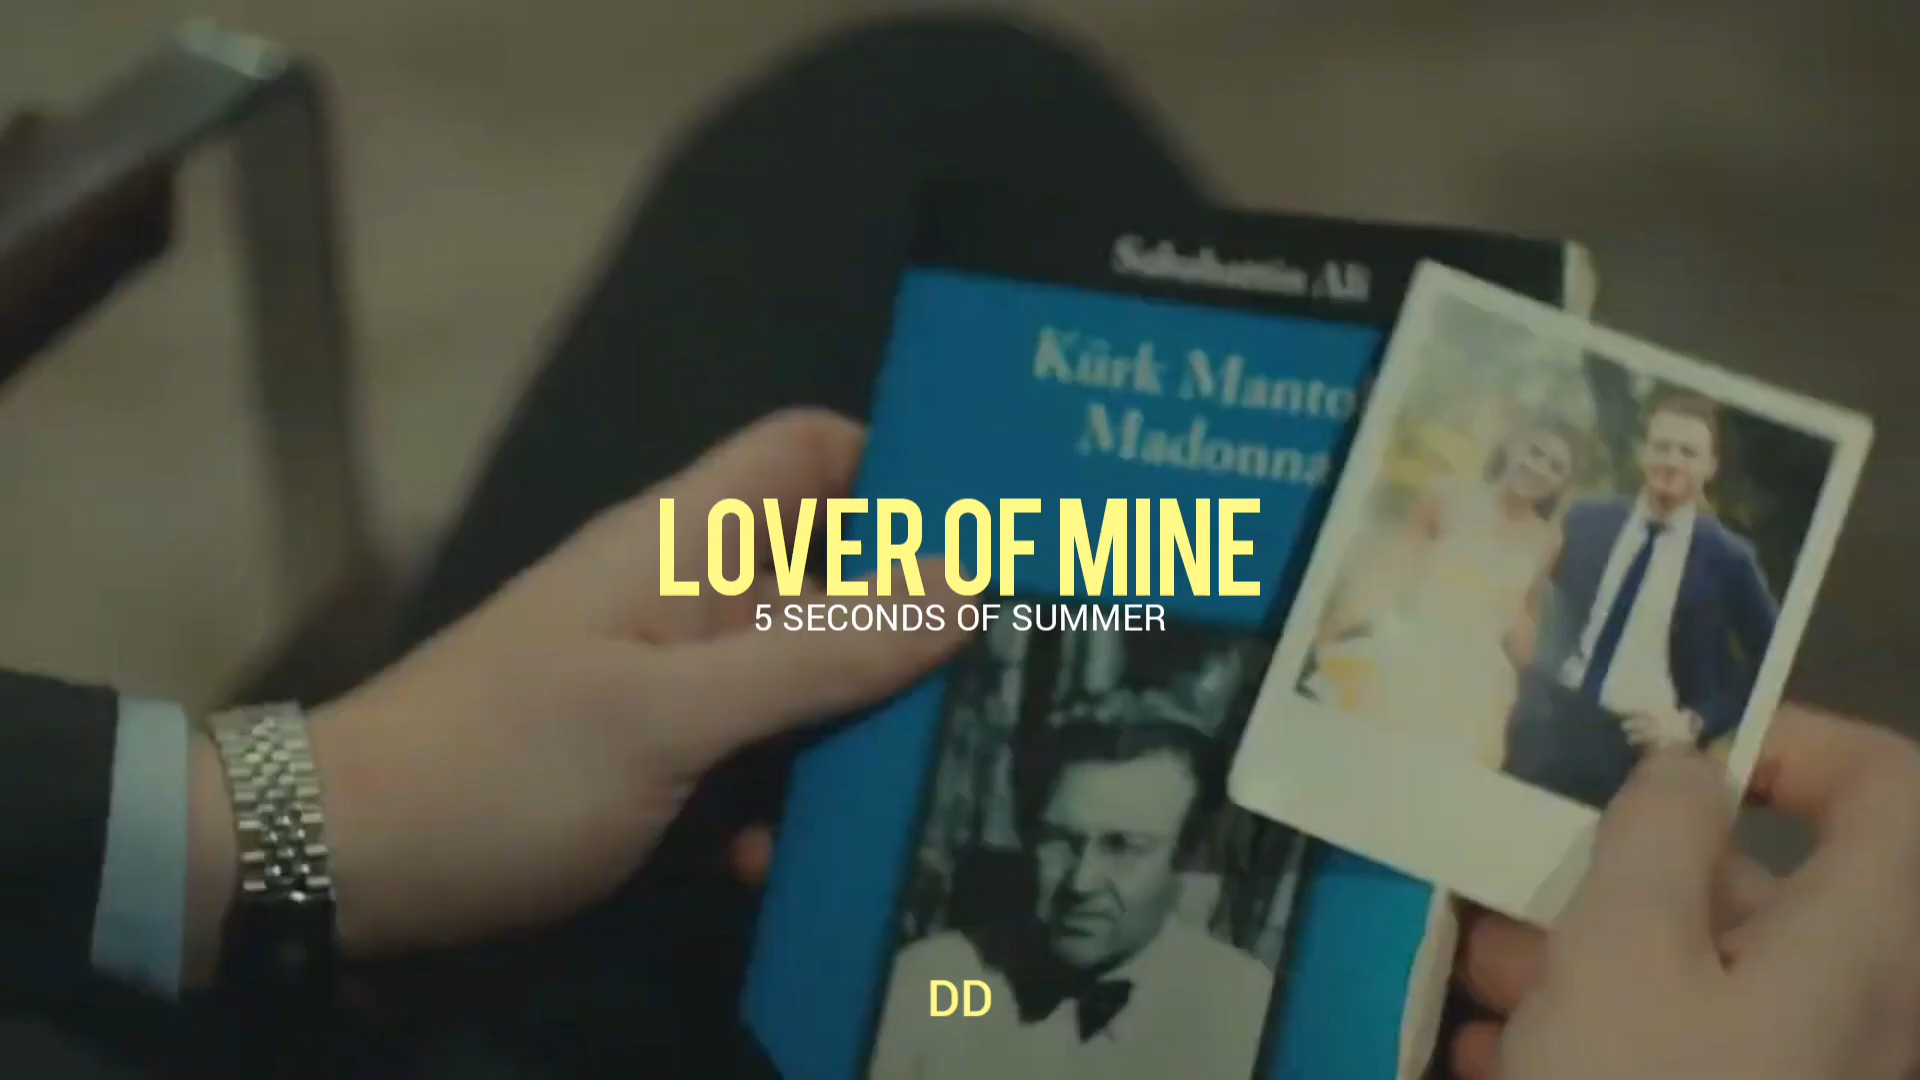 Sabahattin Ali
Kürk Manto
Madonna
LOVER OF MINE
5 SECONDS OF SUMMER
DD